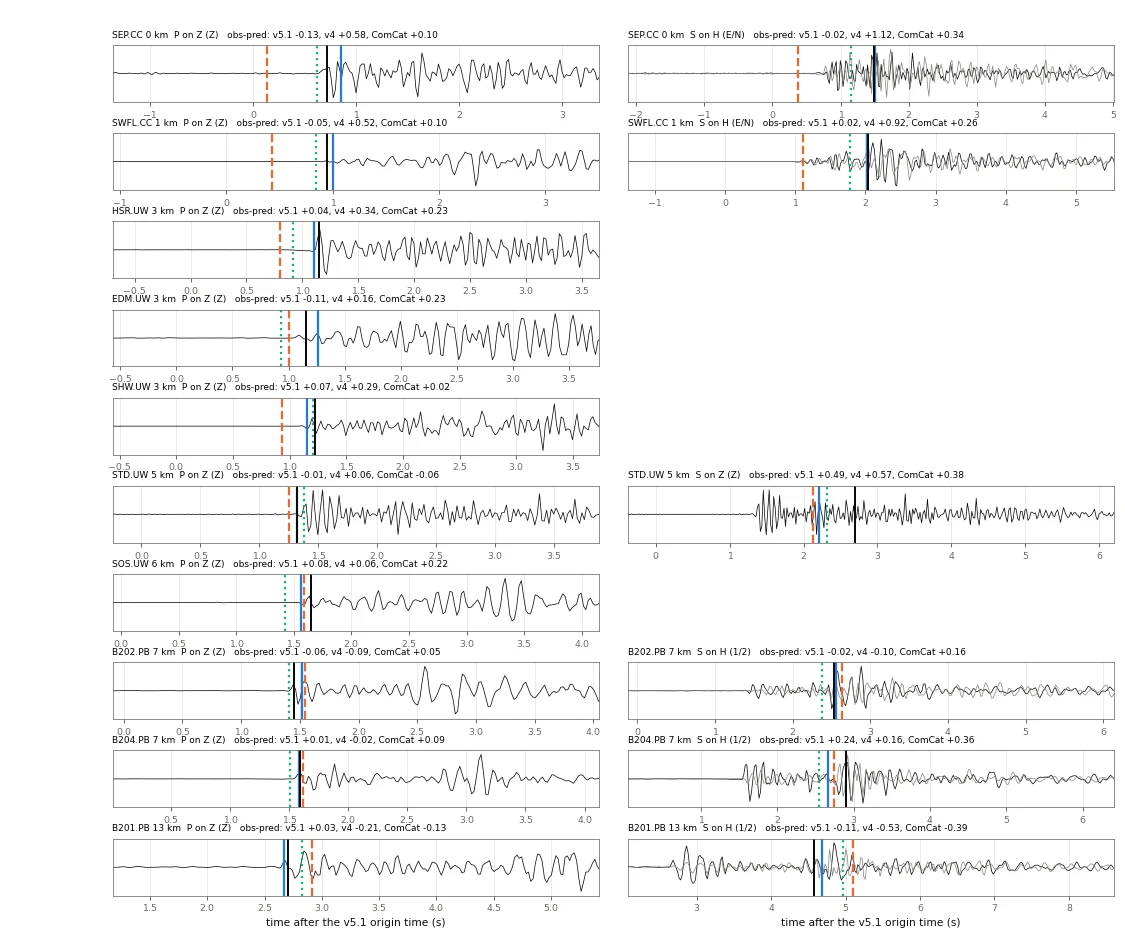 SEP.CC 0 km  P on Z (Z)   obs-pred: v5.1 -0.13, v4 +0.58, ComCat +0.10
−1 0 1 2 3
SEP.CC 0 km  S on H (E/N)   obs-pred: v5.1 -0.02, v4 +1.12, ComCat +0.34
−2 −1 0 1 2 3 4 5
SWFL.CC 1 km  P on Z (Z)   obs-pred: v5.1 -0.05, v4 +0.52, ComCat +0.10
−1 0 1 2 3
SWFL.CC 1 km  S on H (E/N)   obs-pred: v5.1 +0.02, v4 +0.92, ComCat +0.26
−1 0 1 2 3 4 5
HSR.UW 3 km  P on Z (Z)   obs-pred: v5.1 +0.04, v4 +0.34, ComCat +0.23
−0.5 0.0 0.5 1.0 1.5 2.0 2.5 3.0 3.5
EDM.UW 3 km  P on Z (Z)   obs-pred: v5.1 -0.11, v4 +0.16, ComCat +0.23
−0.5 0.0 0.5 1.0 1.5 2.0 2.5 3.0 3.5
SHW.UW 3 km  P on Z (Z)   obs-pred: v5.1 +0.07, v4 +0.29, ComCat +0.02
−0.5 0.0 0.5 1.0 1.5 2.0 2.5 3.0 3.5
STD.UW 5 km  P on Z (Z)   obs-pred: v5.1 -0.01, v4 +0.06, ComCat -0.06
0.0 0.5 1.0 1.5 2.0 2.5 3.0 3.5
STD.UW 5 km  S on Z (Z)   obs-pred: v5.1 +0.49, v4 +0.57, ComCat +0.38
0 1 2 3 4 5 6
SOS.UW 6 km  P on Z (Z)   obs-pred: v5.1 +0.08, v4 +0.06, ComCat +0.22
0.0 0.5 1.0 1.5 2.0 2.5 3.0 3.5 4.0
B202.PB 7 km  P on Z (Z)   obs-pred: v5.1 -0.06, v4 -0.09, ComCat +0.05
0.0 0.5 1.0 1.5 2.0 2.5 3.0 3.5 4.0
B202.PB 7 km  S on H (1/2)   obs-pred: v5.1 -0.02, v4 -0.10, ComCat +0.16
0 1 2 3 4 5 6
B204.PB 7 km  P on Z (Z)   obs-pred: v5.1 +0.01, v4 -0.02, ComCat +0.09
0.5 1.0 1.5 2.0 2.5 3.0 3.5 4.0
B204.PB 7 km  S on H (1/2)   obs-pred: v5.1 +0.24, v4 +0.16, ComCat +0.36
1 2 3 4 5 6
B201.PB 13 km  P on Z (Z)   obs-pred: v5.1 +0.03, v4 -0.21, ComCat -0.13
1.5 2.0 2.5 3.0 3.5 4.0 4.5 5.0
time after the v5.1 origin time (s)
B201.PB 13 km  S on H (1/2)   obs-pred: v5.1 -0.11, v4 -0.53, ComCat -0.39
3 4 5 6 7 8
time after the v5.1 origin time (s)